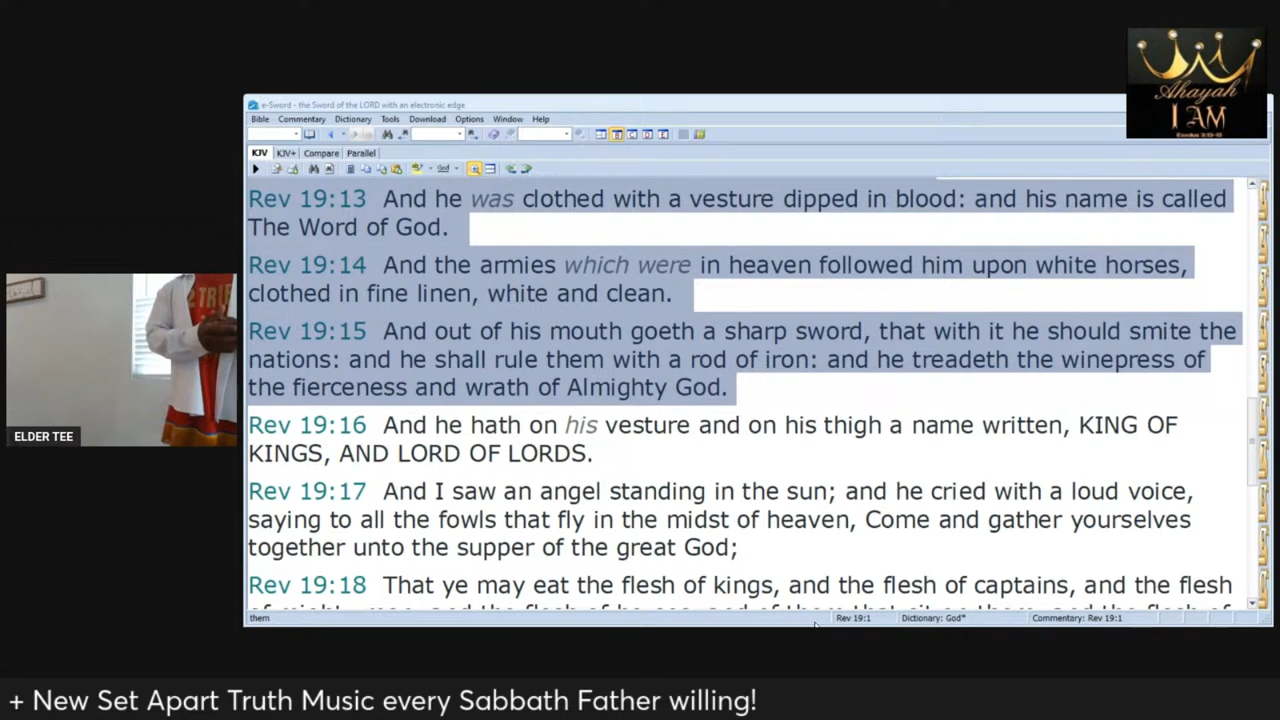 Ahayah
I AM
Exodus 3:13-15
e-Sword - the Sword of the LORD with an electronic edge
Bible Commentary Dictionary Tools Download Options Window Help
KJV KJV+ Compare Parallel
God
Rev 19:13 And he was clothed with a vesture dipped in blood: and his name is called
The Word of God.
Rev 19:14 And the armies which were in heaven followed him upon white horses,
clothed in fine linen, white and clean.
Rev 19:15 And out of his mouth goeth a sharp sword, that with it he should smite the
nations: and he shall rule them with a rod of iron: and he treadeth the winepress of
the fierceness and wrath of Almighty God.
Rev 19:16 And he hath on his vesture and on his thigh a name written, KING OF
KINGS, AND LORD OF LORDS.
Rev 19:17 And I saw an angel standing in the sun; and he cried with a loud voice,
saying to all the fowls that fly in the midst of heaven, Come and gather yourselves
together unto the supper of the great God;
Rev 19:18 That ye may eat the flesh of kings, and the flesh of captains, and the flesh
them Rev 19:1 Dictionary: God* Commentary: Rev 19:1
TRIB
ELDER TEE
+ New Set Apart Truth Music every Sabbath Father willing!